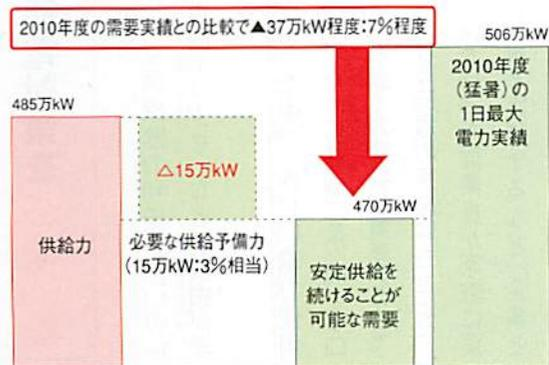 2010年度の需要実績との比較で▲37万kW程度:7%程度
506万kW
2010年度
(猛暑)の
1日最大
電力実績
485万kW
△15万kW
470万kW
供給力
必要な供給予備力
(15万kW:3%相当)
安定供給を
続けることが
可能な需要